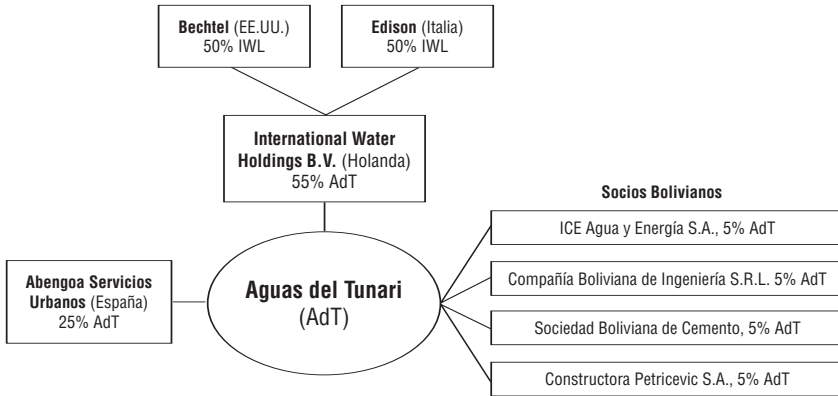 Bechtel (EE.UU.)
50% IWL
Edison (Italia)
50% IWL
International Water
Holdings B.V. (Holanda)
55% AdT
Abengoa Servicios
Urbanos (España)
25% AdT
Aguas del Tunari
(AdT)
Socios Bolivianos
ICE Agua y Energía S.A., 5% AdT
Compañía Boliviana de Ingeniería S.R.L. 5% AdT
Sociedad Boliviana de Cemento, 5% AdT
Constructora Petricevic S.A., 5% AdT